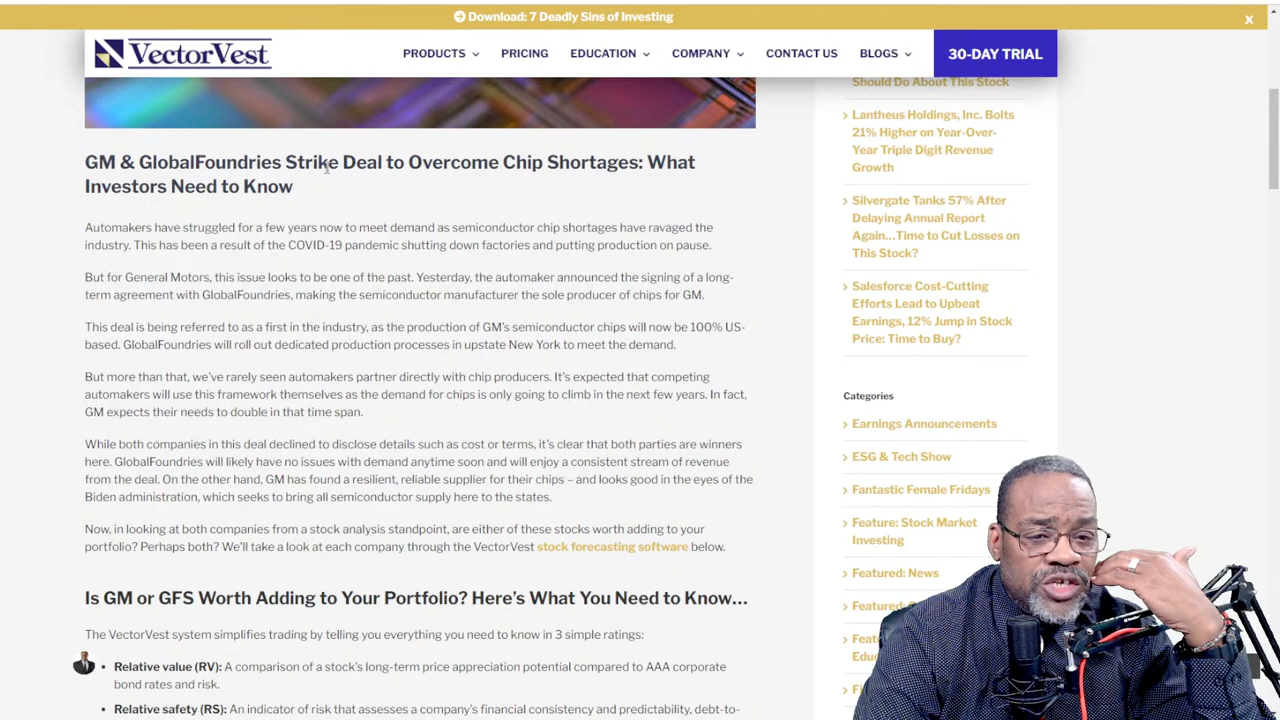 Download: 7 Deadly Sins of Investing
x
VectorVest
PRODUCTS
PRICING
EDUCATION
COMPANY
CONTACT US
BLOGS
30-DAY TRIAL
GM & GlobalFoundries Strike Deal to Overcome Chip Shortages: What
Investors Need to Know
Automakers have struggled for a few years now to meet demand as semiconductor chip shortages have ravaged the
industry. This has been a result of the COVID-19 pandemic shutting down factories and putting production on pause.
But for General Motors, this issue looks to be one of the past. Yesterday, the automaker announced the signing of a long-
term agreement with GlobalFoundries, making the semiconductor manufacturer the sole producer of chips for GM.
This deal is being referred to as a first in the industry, as the production of GM's semiconductor chips will now be 100% US-
based. GlobalFoundries will roll out dedicated production processes in upstate New York to meet the demand.
But more than that, we've rarely seen automakers partner directly with chip producers. It's expected that competing
automakers will use this framework themselves as the demand for chips is only going to climb in the next few years. In fact,
GM expects their needs to double in that time span.
While both companies in this deal declined to disclose details such as cost or terms, it's clear that both parties are winners
here. GlobalFoundries will likely have no issues with demand anytime soon and will enjoy a consistent stream of revenue
from the deal. On the other hand, GM has found a resilient, reliable supplier for their chips – and looks good in the eyes of the
Biden administration, which seeks to bring all semiconductor supply here to the states.
Now, in looking at both companies from a stock analysis standpoint, are either of these stocks worth adding to your
portfolio? Perhaps both? We'll take a look at each company through the VectorVest stock forecasting software below.
Is GM or GFS Worth Adding to Your Portfolio? Here's What You Need to Know...
The VectorVest system simplifies trading by telling you everything you need to know in 3 simple ratings:
• Relative value (RV): A comparison of a stock's long-term price appreciation potential compared to AAA corporate
bond rates and risk.
• Relative safety (RS): An indicator of risk that assesses a company's financial consistency and predictability, debt-to-
Should Do About This Stock
Lantheus Holdings, Inc. Bolts
21% Higher on Year-Over-
Year Triple Digit Revenue
Growth
Silvergate Tanks 57% After
Delaying Annual Report
Again...Time to Cut Losses on
This Stock?
Salesforce Cost-Cutting
Efforts Lead to Upbeat
Earnings, 12% Jump in Stock
Price: Time to Buy?
Categories
Earnings Announcements
ESG & Tech Show
Fantastic Female Fridays
Feature: Stock Market
Investing
Featured: News